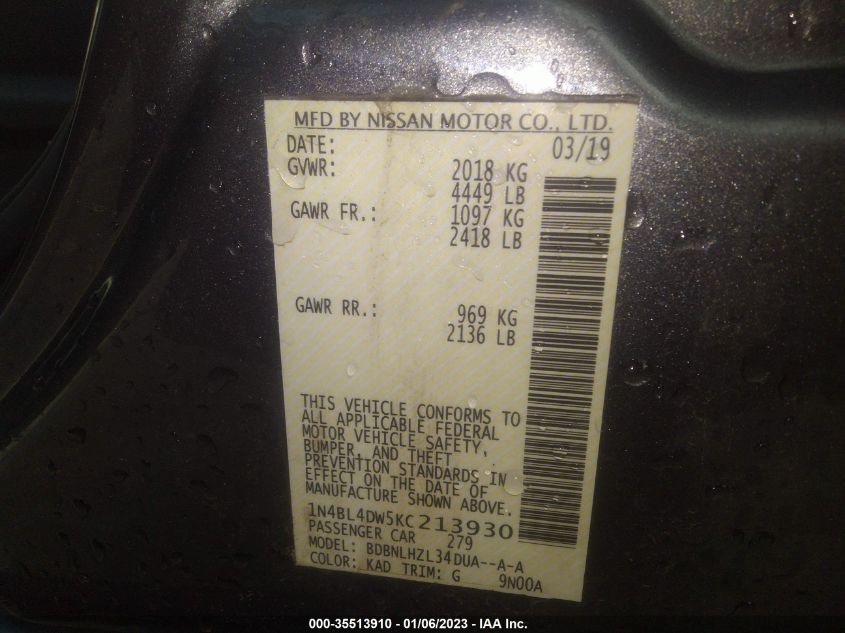 MFD BY NISSAN MOTOR CO., LTD.
DATE: 03/19
GVWR: 2018 KG
4449 LB
GAWR FR.: 1097 KG
2418 LB
GAWR RR.: 969 KG
2136 LB
THIS VEHICLE CONFORMS TO
ALL APPLICABLE FEDERAL
MOTOR VEHICLE SAFETY,
BUMPER, AND THEFT
PREVENTION STANDARDS IN
EFFECT ON THE DATE OF
MANUFACTURE SHOWN ABOVE.
1N4BL4DW5KC213930
PASSENGER CAR 279
MODEL: BDBNLHZL34DUA--A-A
COLOR: KAD TRIM: G 9N00A
000-35513910 - 01/06/2023 - IAA Inc.